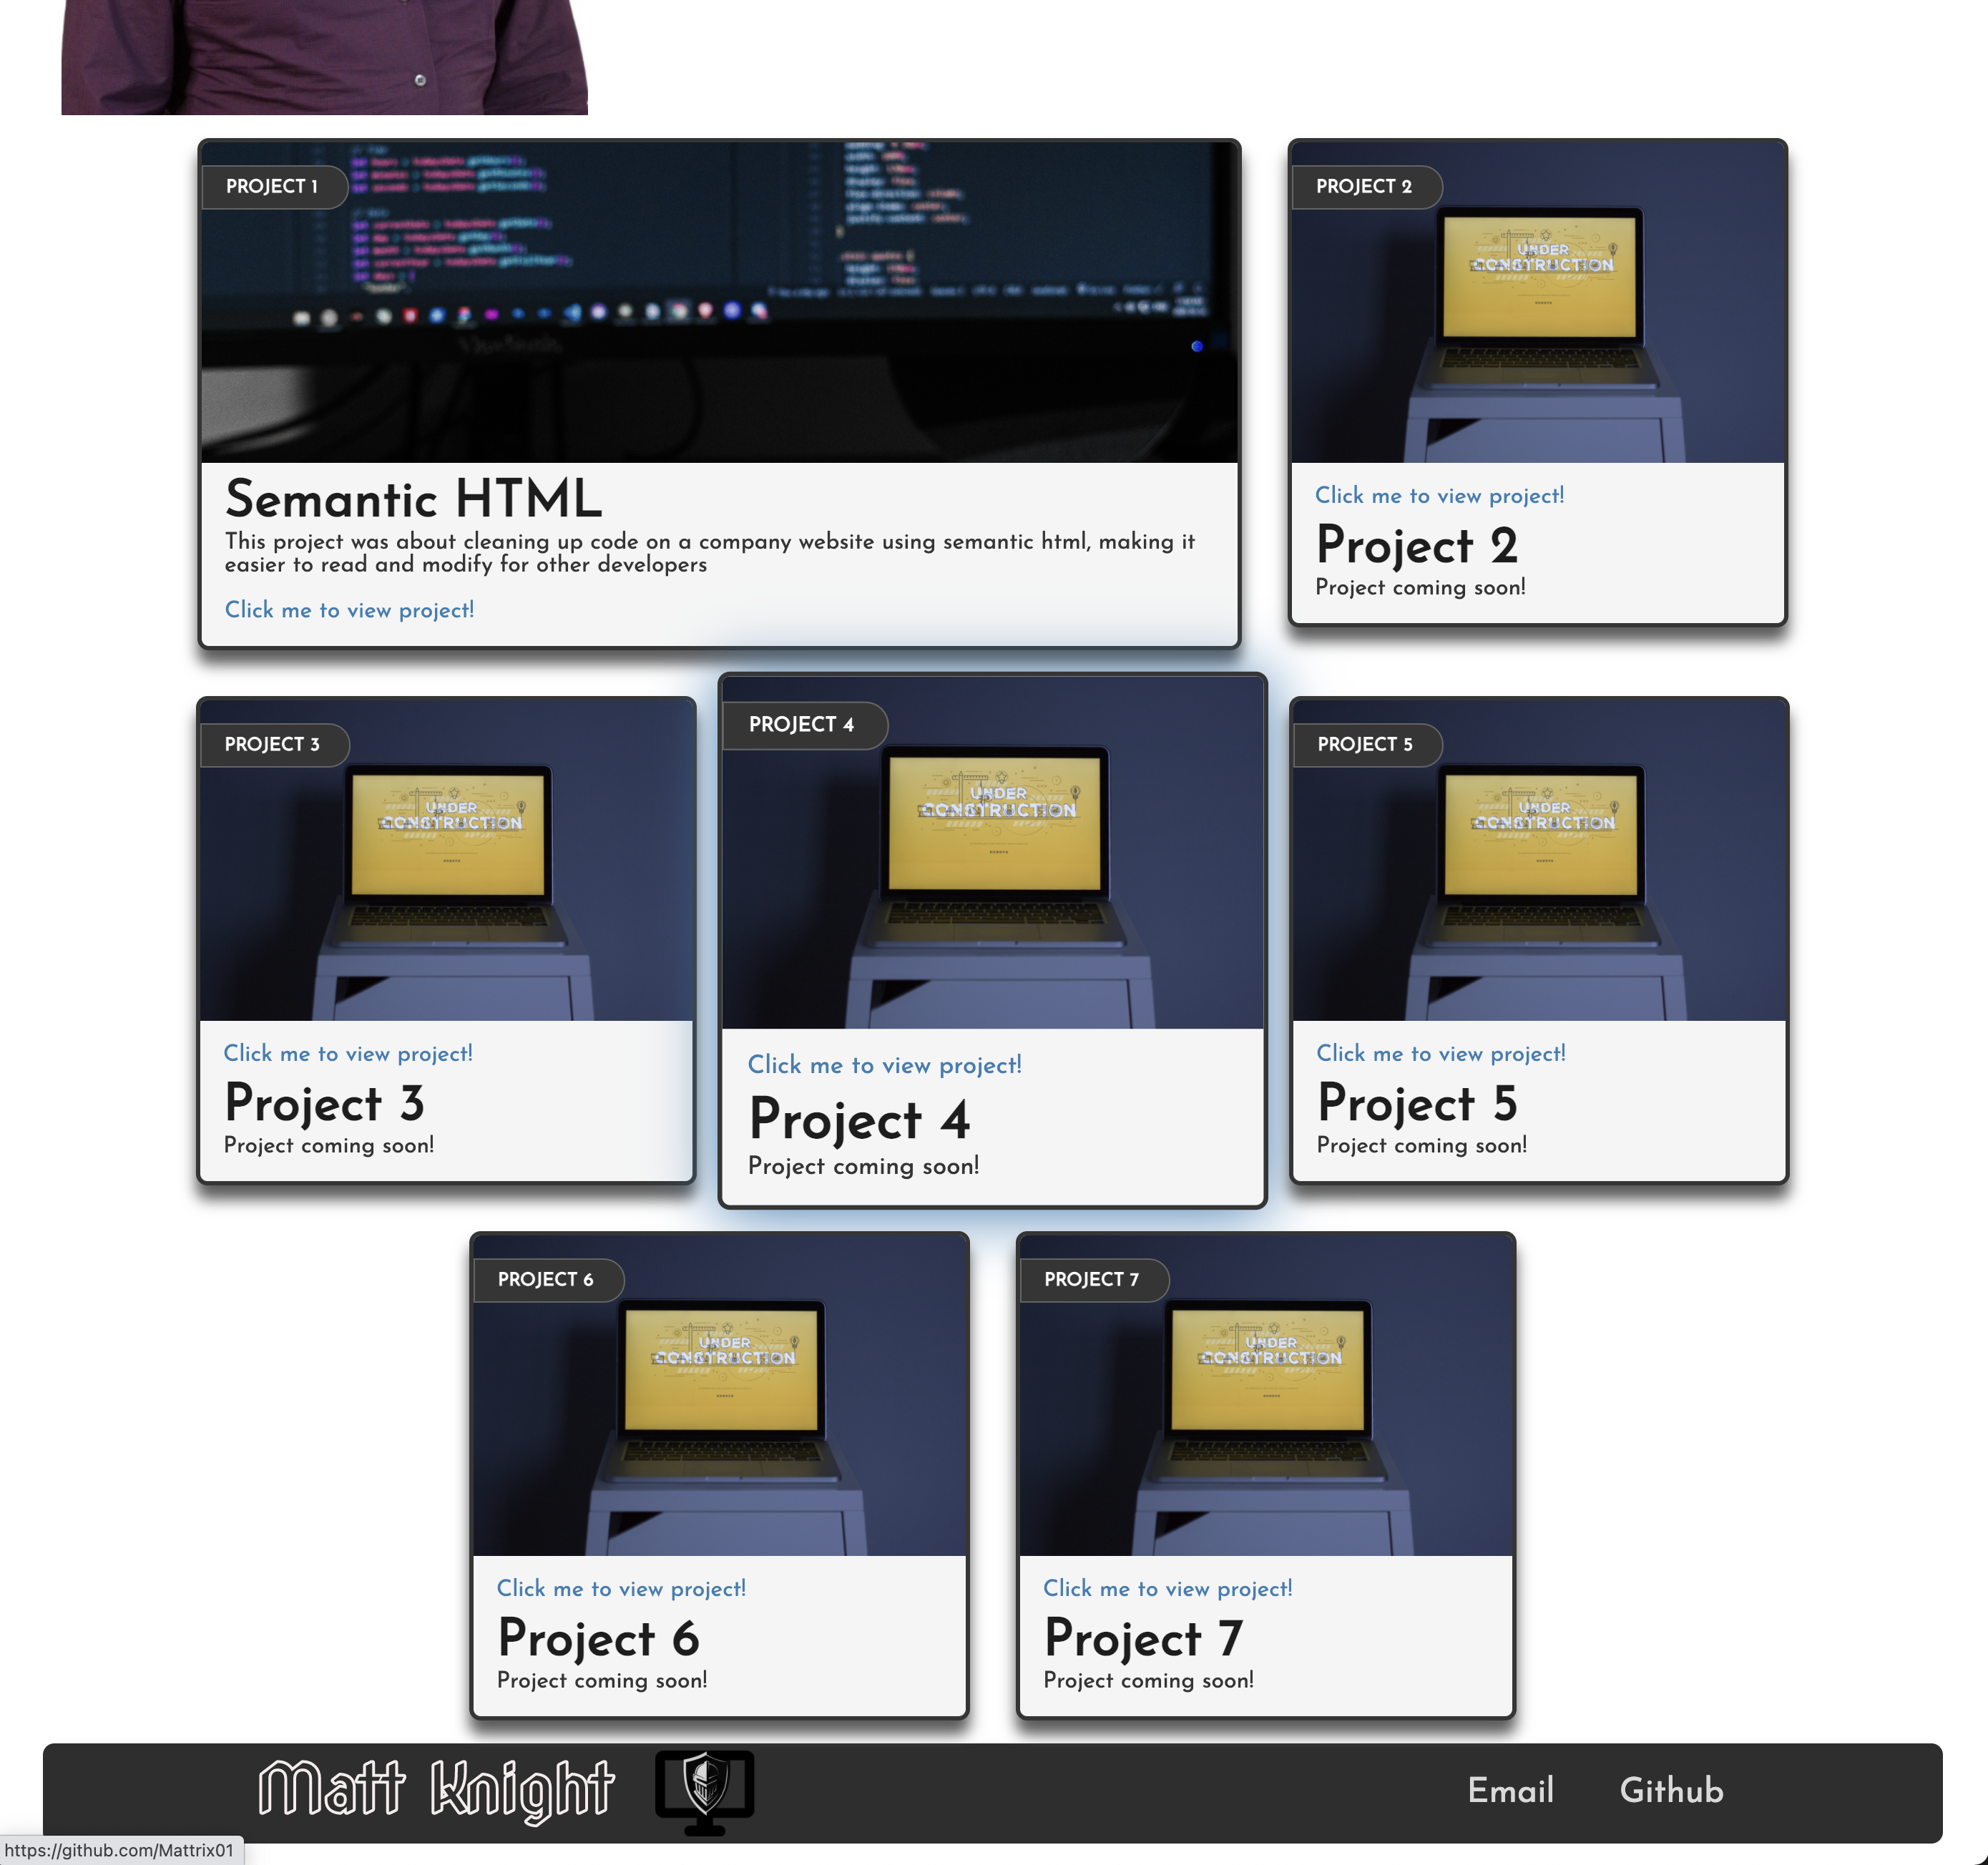 PROJECT 1
Semantic HTML
This project was about cleaning up code on a company website using semantic html, making it
easier to read and modify for other developers
Click me to view project!
PROJECT 2
UNDER
CONSTRUCTION
Click me to view project!
Project 2
Project coming soon!
PROJECT 3
UNDER
CONSTRUCTION
Click me to view project!
Project 3
Project coming soon!
PROJECT 4
UNDER
CONSTRUCTION
Click me to view project!
Project 4
Project coming soon!
PROJECT 5
UNDER
CONSTRUCTION
Click me to view project!
Project 5
Project coming soon!
PROJECT 6
UNDER
CONSTRUCTION
Click me to view project!
Project 6
Project coming soon!
PROJECT 7
UNDER
CONSTRUCTION
Click me to view project!
Project 7
Project coming soon!
Matt Knight
Email Github
https://github.com/Mattrix01